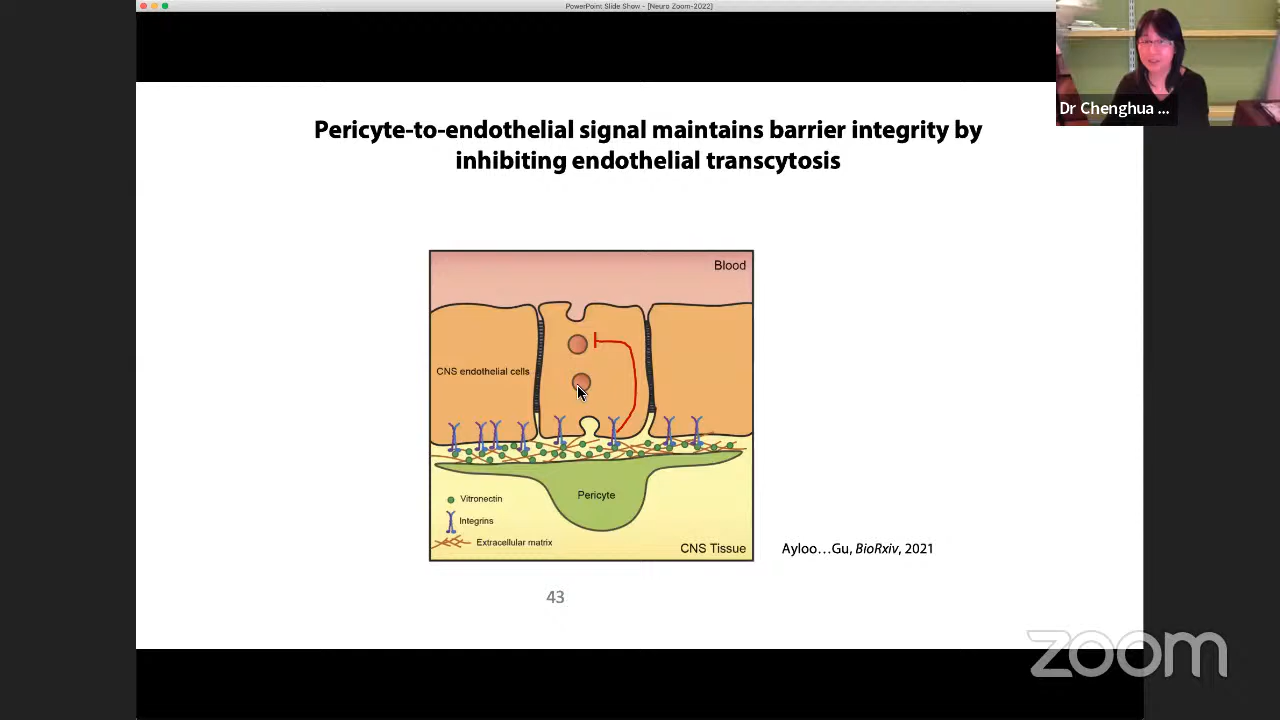 PowerPoint Slide Show - [Neuro Zoom-2022]
Dr Chenghua ...
Pericyte-to-endothelial signal maintains barrier integrity by
inhibiting endothelial transcytosis
Blood
CNS endothelial cells
Pericyte
Vitronectin
Integrins
Extracellular matrix
CNS Tissue
Ayloo...Gu, BioRxiv, 2021
43
zoom